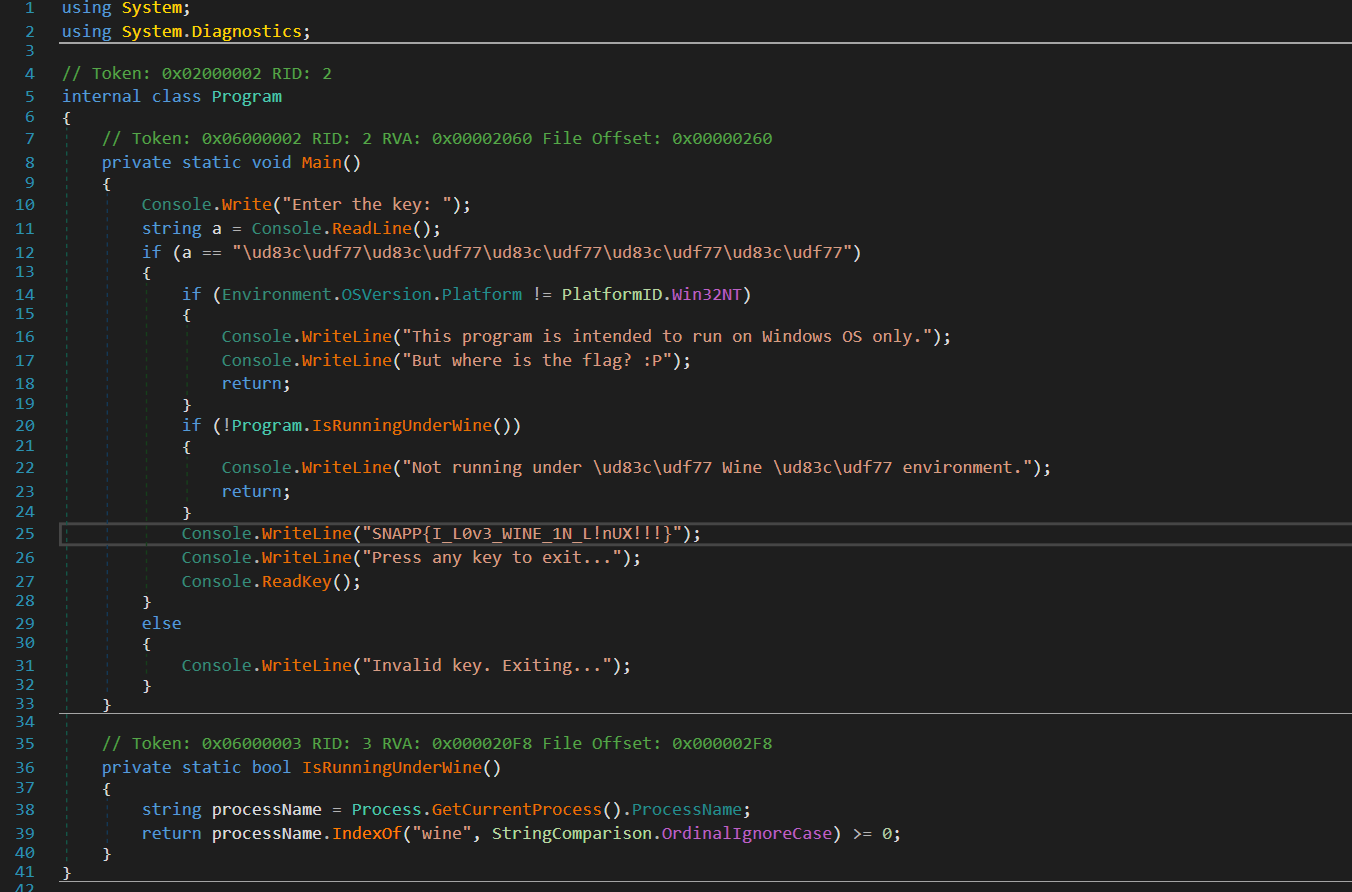 1 using System;
2 using System.Diagnostics;
3
4 // Token: 0x02000002 RID: 2
5 internal class Program
6 {
7     // Token: 0x06000002 RID: 2 RVA: 0x00002060 File Offset: 0x00000260
8     private static void Main()
9     {
10         Console.Write("Enter the key: ");
11         string a = Console.ReadLine();
12         if (a == "\ud83c\udf77\ud83c\udf77\ud83c\udf77\ud83c\udf77\ud83c\udf77")
13         {
14             if (Environment.OSVersion.Platform != PlatformID.Win32NT)
15             {
16                 Console.WriteLine("This program is intended to run on Windows OS only.");
17                 Console.WriteLine("But where is the flag? :P");
18                 return;
19             }
20             if (!Program.IsRunningUnderWine())
21             {
22                 Console.WriteLine("Not running under \ud83c\udf77 Wine \ud83c\udf77 environment.");
23                 return;
24             }
25             Console.WriteLine("SNAPP{I_L0v3_WINE_1N_L!nUX!!!}");
26             Console.WriteLine("Press any key to exit...");
27             Console.ReadKey();
28         }
29         else
30         {
31             Console.WriteLine("Invalid key. Exiting...");
32         }
33     }
34
35     // Token: 0x06000003 RID: 3 RVA: 0x000020F8 File Offset: 0x000002F8
36     private static bool IsRunningUnderWine()
37     {
38         string processName = Process.GetCurrentProcess().ProcessName;
39         return processName.IndexOf("wine", StringComparison.OrdinalIgnoreCase) >= 0;
40     }
41 }
42